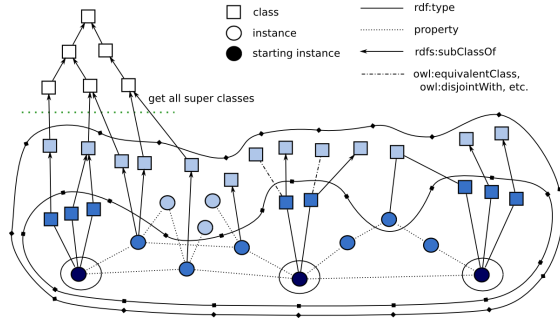 class
instance
starting instance
rdf:type
property
rdfs:subClassOf
owl:equivalentClass,
owl:disjointWith, etc.
get all super classes